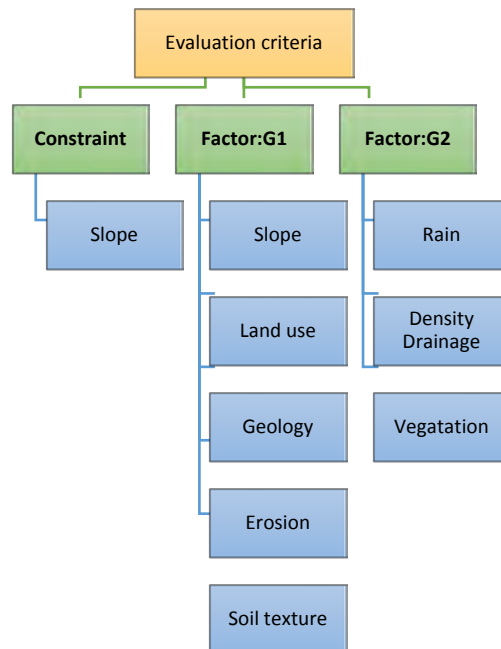 Evaluation criteria
Constraint
Factor:G1
Factor:G2
Slope
Slope
Rain
Land use
Density
Drainage
Geology
Vegatation
Erosion
Soil texture